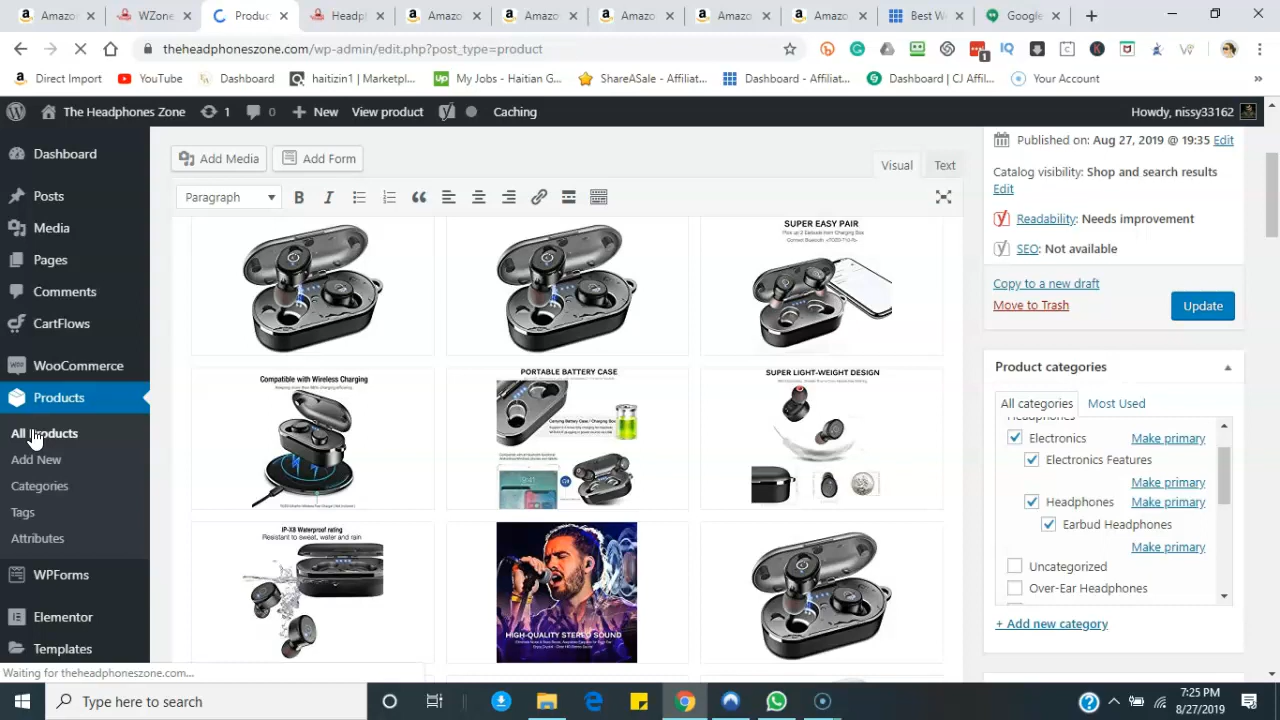 Amazo
WZone
Produc
Headpl
Amazo
Amazo
Amazo
Amazo
Amazo
Best W
Google
theheadphoneszone.com/wp-admin/edit.php?post_type=product
Direct Import
YouTube
Dashboard
haitizin1 | Marketpl...
My Jobs - Haitian G...
ShareASale - Affiliat...
Dashboard - Affiliat...
Dashboard | CJ Affil...
Your Account
»
The Headphones Zone
1
0
New
View product
Caching
Howdy, nissy33162
Dashboard
Posts
Media
Pages
Comments
CartFlows
WooCommerce
Products
All Products
Add New
Categories
Tags
Attributes
WPForms
Elementor
Templates
Add Media
Add Form
Visual
Text
Paragraph
SUPER EASY PAIR
Compatible with Wireless Charging
PORTABLE BATTERY CASE
SUPER LIGHT-WEIGHT DESIGN
IP-X8 Waterproof rating
Resistant to sweat, water and rain
HIGH-QUALITY STEREO SOUND
Published on: Aug 27, 2019 @ 19:35 Edit
Catalog visibility: Shop and search results
Edit
Readability: Needs improvement
SEO: Not available
Copy to a new draft
Move to Trash
Update
Product categories
All categories
Most Used
Headphones
Electronics
Make primary
Electronics Features
Make primary
Headphones
Make primary
Earbud Headphones
Make primary
Uncategorized
Over-Ear Headphones
+ Add new category
Waiting for theheadphoneszone.com...
Type here to search
7:25 PM
8/27/2019